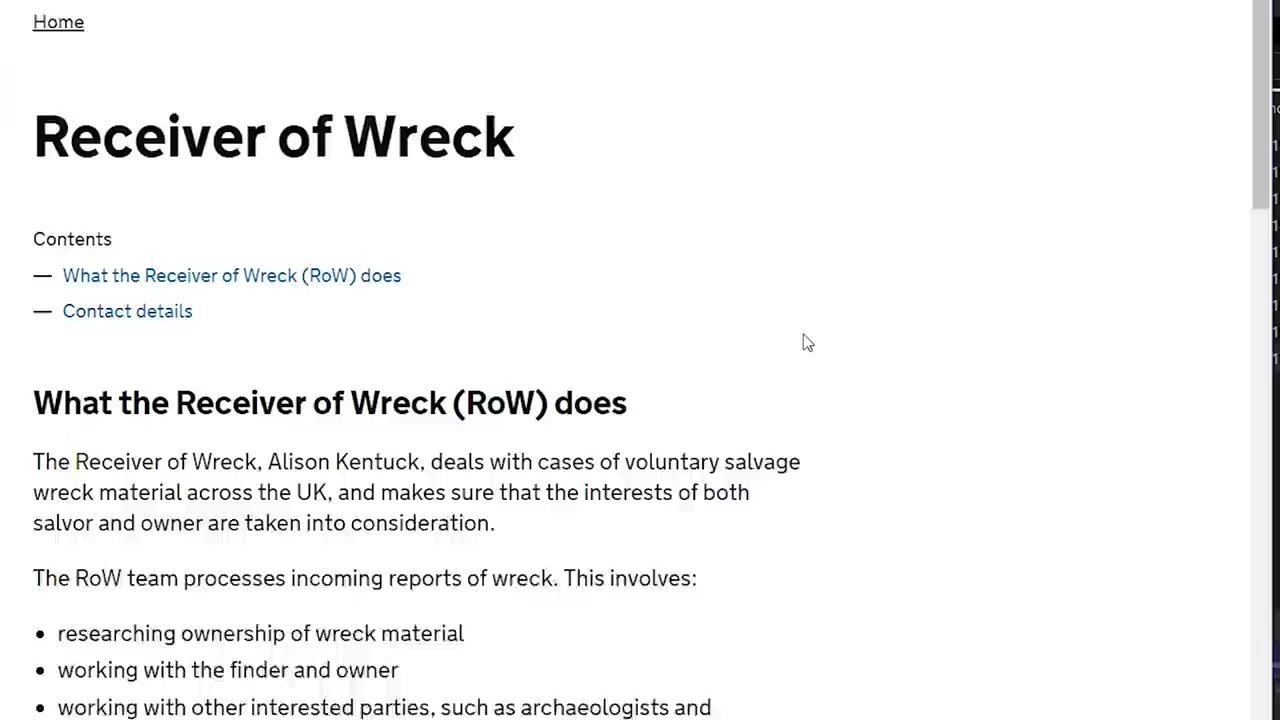 Home
Receiver of Wreck
Contents
— What the Receiver of Wreck (RoW) does
— Contact details
What the Receiver of Wreck (RoW) does
The Receiver of Wreck, Alison Kentuck, deals with cases of voluntary salvage
wreck material across the UK, and makes sure that the interests of both
salvor and owner are taken into consideration.
The RoW team processes incoming reports of wreck. This involves:
• researching ownership of wreck material
• working with the finder and owner
• working with other interested parties, such as archaeologists and